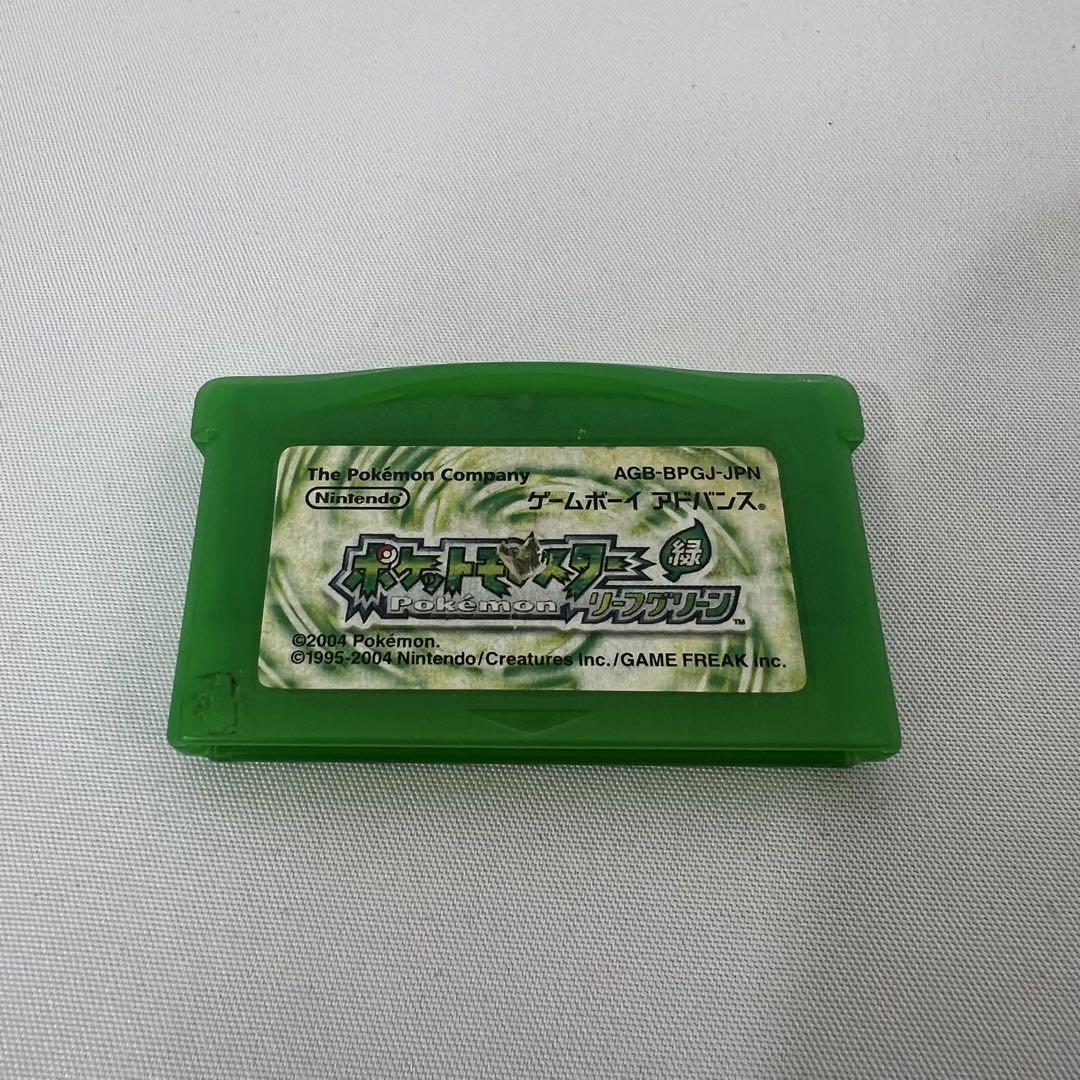 The Pokémon Company
AGB-BPGJ-JPN
Nintendo
ゲームボーイ アドバンス®
ポケットモンスター
緑
Pokémon
リーフグリーン™
©2004 Pokémon.
©1995-2004 Nintendo/Creatures Inc./GAME FREAK inc.